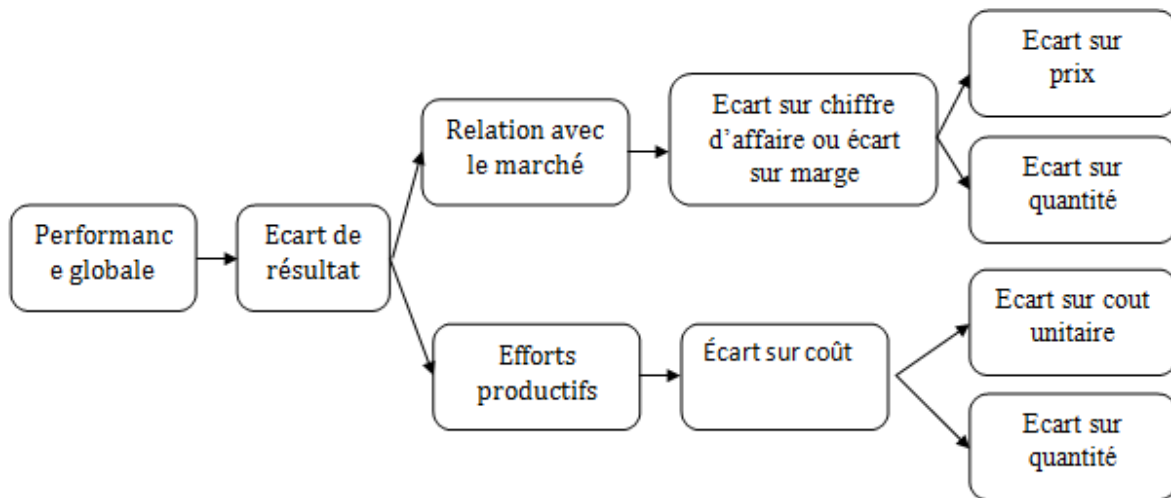 Performanc
e globale
Ecart de
résultat
Relation avec
le marché
Ecart sur chiffre
d’affaire ou écart
sur marge
Ecart sur
prix
Ecart sur
quantité
Efforts
productifs
Écart sur coût
Ecart sur cout
unitaire
Ecart sur
quantité